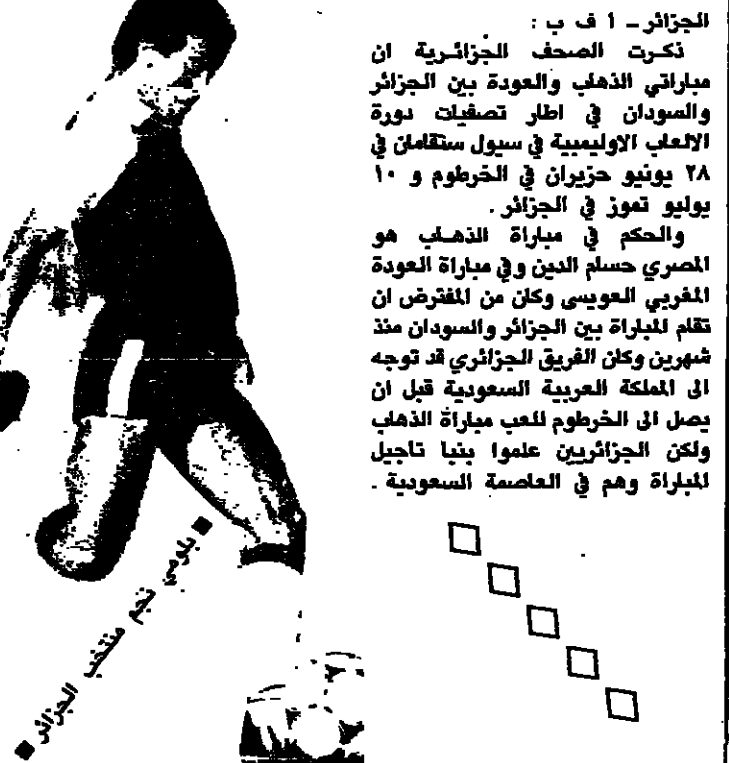 الجزائر ـ ا ف ب :
ذكـرت الصحف الجزائـرية ان
مباراتي الذهاب والعودة بين الجزائر
والسودان في اطار تصفيات دورة
الالعاب الاوليمبية في سيول ستقامان في
٢٨ يونيو حزيران في الخرطوم و ١٠
يوليو تموز في الجزائر .
والحكم في مباراة الذهـاب هو
المصري حسام الدين وفي مباراة العودة
المغربي العويسى وكان من المفترض ان
تقام المباراة بين الجزائر والسودان منذ
شهرين وكان الفريق الجزائري قد توجه
الى المملكة العربية السعودية قبل ان
يصل الى الخرطوم للعب مباراة الذهاب
ولكن الجزائريين علموا بنبا تاجيل
المباراة وهم في العاصمة السعودية .
■ بلومي نجم منتخب الجزائر ■